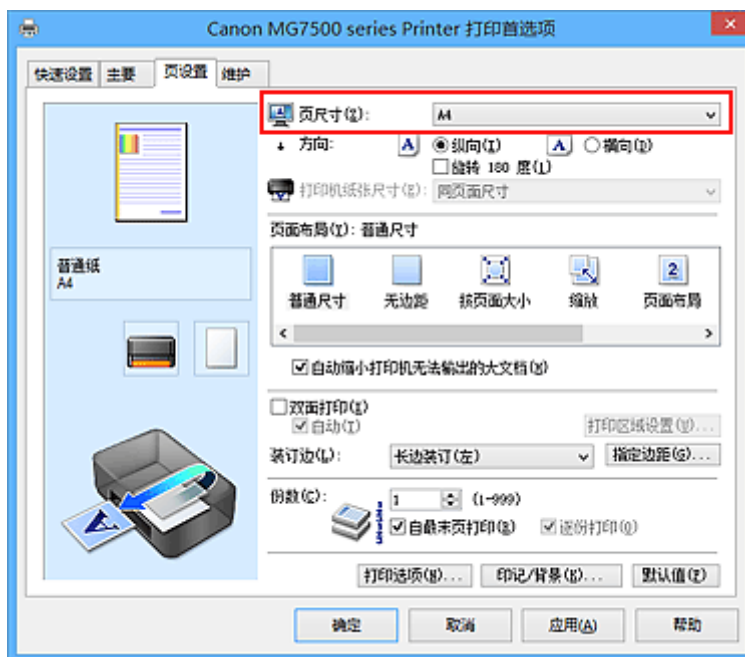 Canon MG7500 series Printer 打印首选项
快速设置 主要 页设置 维护
页尺寸(Z): A4
方向: A 纵向(I) A 横向(D)
旋转 180 度(L)
打印机纸张尺寸(E): 同页面尺寸
页面布局(Y): 普通尺寸
普通纸
A4
普通尺寸 无边距 按页面大小 缩放 页面布局
自动缩小打印机无法输出的大文档(N)
双面打印(X)
自动(T)
打印区域设置(U)...
装订边(L): 长边装订(左) 指定边距(G)...
份数(C): 1 (1-999)
自最末页打印(R) 逐份打印(O)
打印选项(N)... 印记/背景(K)... 默认值(F)
确定 取消 应用(A) 帮助